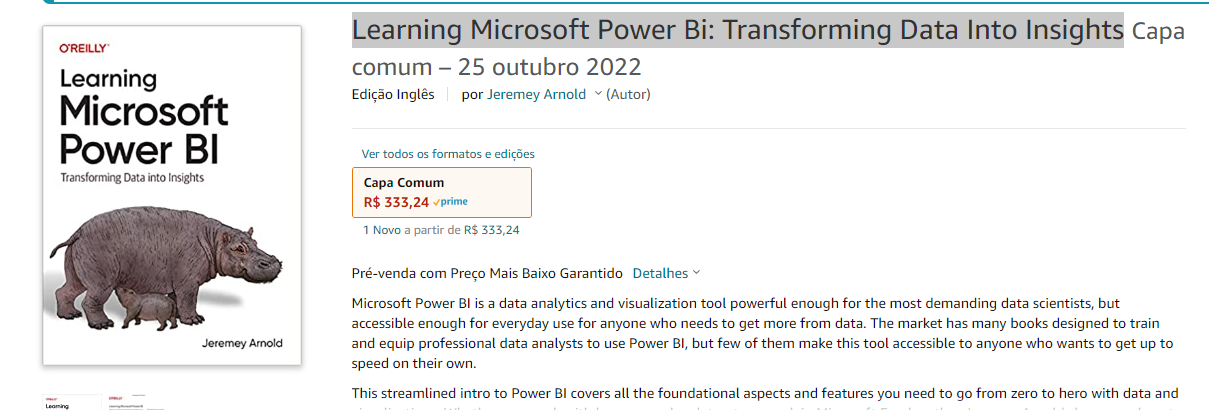 O'REILLY
Learning
Microsoft
Power BI
Transforming Data into Insights
Jeremey Arnold
Learning
Learning Microsoft Power Bi: Transforming Data Into Insights Capa
comum – 25 outubro 2022
Edição Inglês por Jeremey Arnold (Autor)
Ver todos os formatos e edições
Capa Comum
R$ 333,24 prime
1 Novo a partir de R$ 333,24
Pré-venda com Preço Mais Baixo Garantido Detalhes
Microsoft Power BI is a data analytics and visualization tool powerful enough for the most demanding data scientists, but
accessible enough for everyday use for anyone who needs to get more from data. The market has many books designed to train
and equip professional data analysts to use Power BI, but few of them make this tool accessible to anyone who wants to get up to
speed on their own.
This streamlined intro to Power BI covers all the foundational aspects and features you need to go from zero to hero with data and